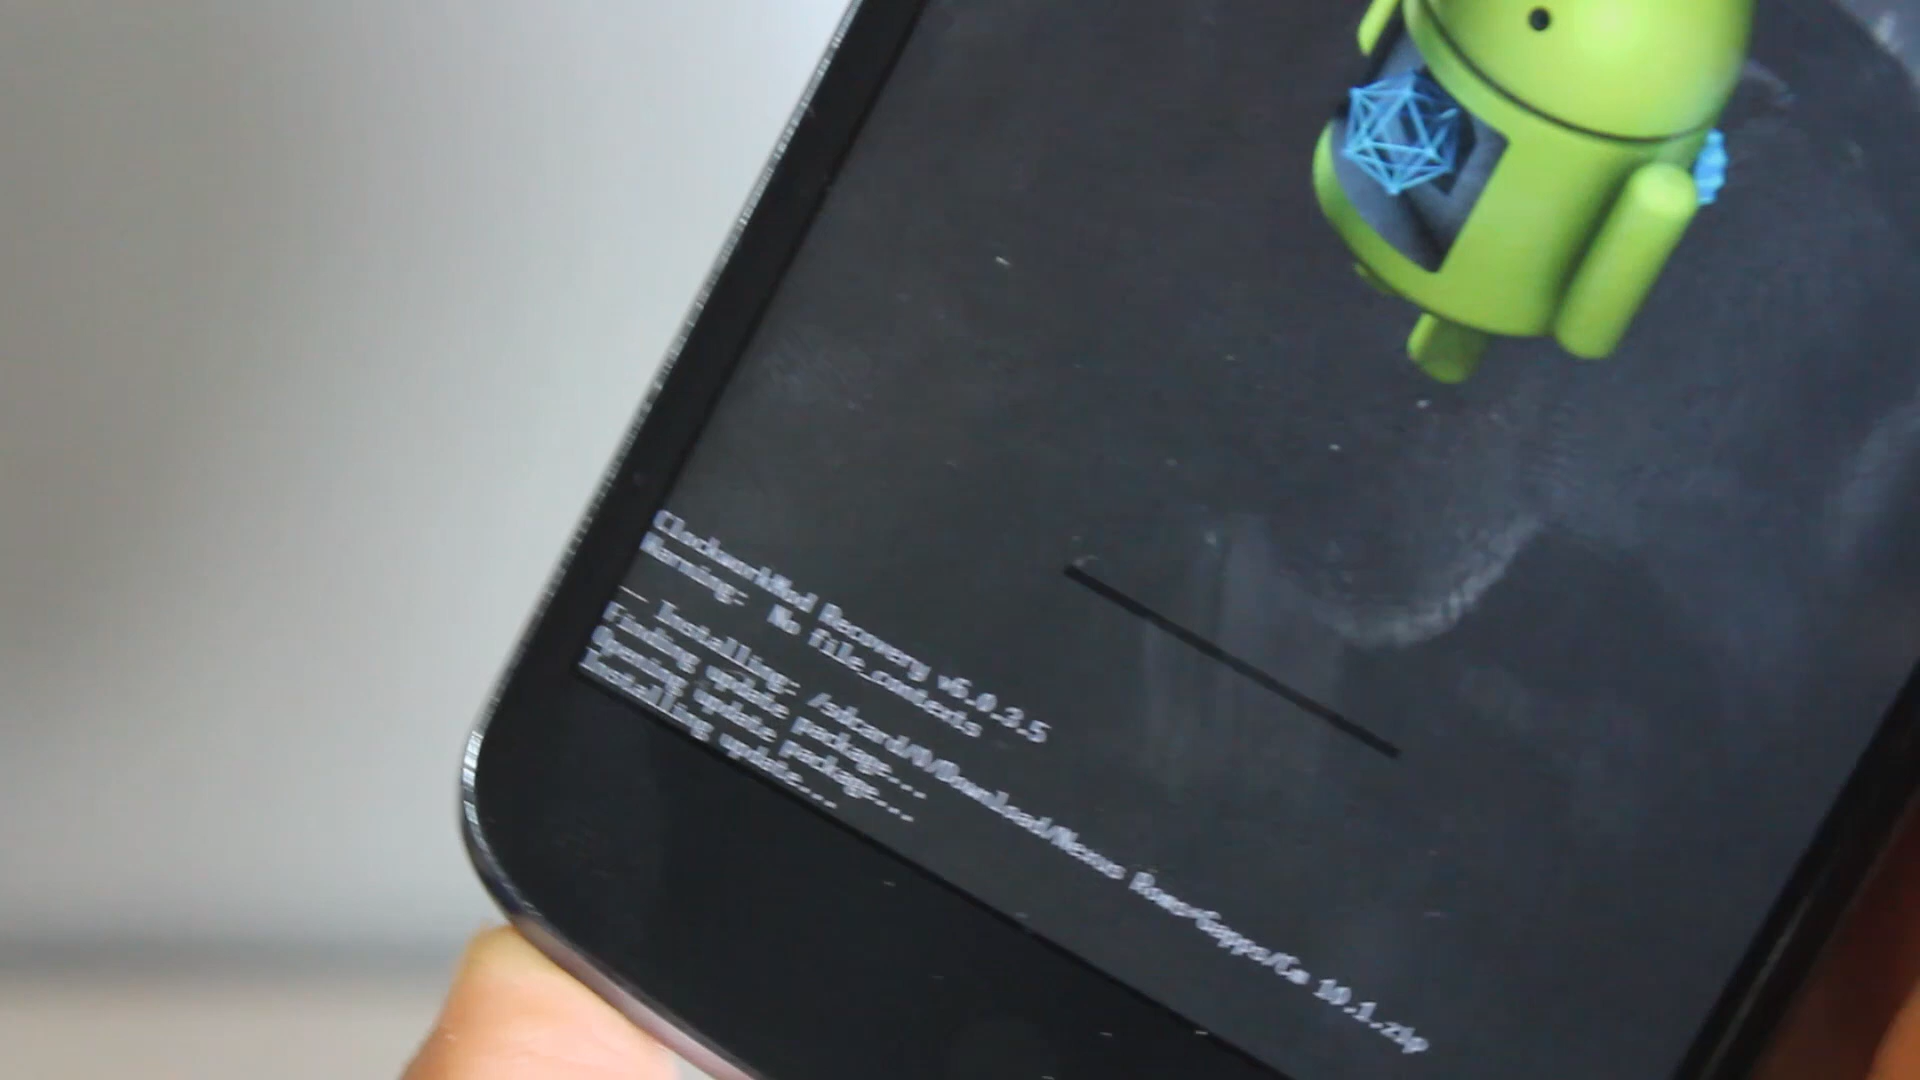 ClockworkMod Recovery v6.0.3.5
Warning: No file_contexts
-- Installing: /sdcard/0/Download/Nexus Roms/Gapps/Cm 10.1.zip
Finding update package...
Opening update package...
Installing update...